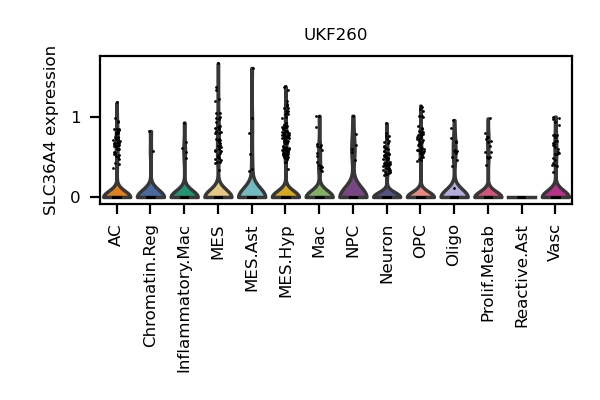 UKF260
SLC36A4 expression
1
0
AC
Chromatin.Reg
Inflammatory.Mac
MES
MES.Ast
MES.Hyp
Mac
NPC
Neuron
OPC
Oligo
Prolif.Metab
Reactive.Ast
Vasc